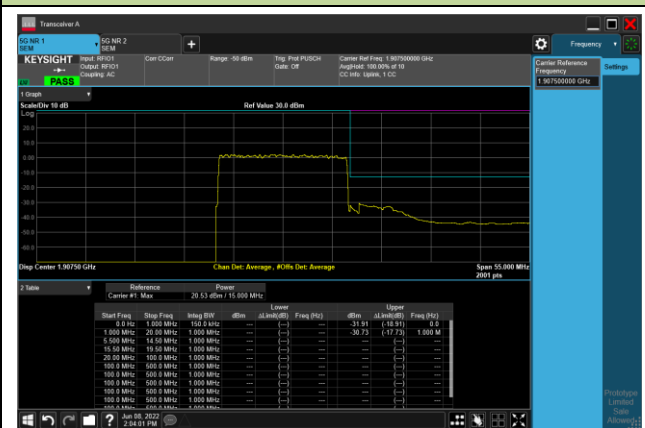 Transceiver A
5G NR 1
SEM
5G NR 2
SEM
Frequency
KEYSIGHT
PASS
Input: RFIO1
Output: RFIO1
Coupling: AC
Corr CCorr
Range: -50 dBm
Trig: Prot PUSCH
Gate: Off
Carrier Ref Freq: 1.907500000 GHz
Avg|Hold: 100.00% of 10
CC Info: Uplink, 1 CC
Carrier Reference
Frequency
1.907500000 GHz
Settings
1 Graph
Scale/Div 10 dB
Ref Value 30.0 dBm
Log
20.0
10.0
0.00
-10.0
-20.0
-30.0
-40.0
-50.0
-60.0
Disp Center 1.90750 GHz
Chan Det: Average , #Offs Det: Average
Span 55.000 MHz
2001 pts
2 Table
Reference Power
Carrier #1 Max 20.53 dBm / 15.000 MHz
Lower Upper
Start Freq Stop Freq Integ BW dBm ΔLimit(dB) Freq (Hz) dBm ΔLimit(dB) Freq (Hz)
0.0 Hz 1.000 MHz 150.0 kHz --- (---) --- -31.91 (-18.91) 0.0
1.000 MHz 20.00 MHz 1.000 MHz --- (---) --- -30.73 (-17.73) 1.000 M
5.500 MHz 14.50 MHz 1.000 MHz --- (---) --- --- (---) ---
15.50 MHz 19.50 MHz 1.000 MHz --- (---) --- --- (---) ---
20.00 MHz 100.0 MHz 1.000 MHz --- (---) --- --- (---) ---
100.0 MHz 500.0 MHz 1.000 MHz --- (---) --- --- (---) ---
100.0 MHz 500.0 MHz 1.000 MHz --- (---) --- --- (---) ---
100.0 MHz 500.0 MHz 1.000 MHz --- (---) --- --- (---) ---
100.0 MHz 500.0 MHz 1.000 MHz --- (---) --- --- (---) ---
100.0 MHz 500.0 MHz 1.000 MHz --- (---) --- --- (---) ---
Prototype
Limited
Sale
Allowed
Jun 08, 2022
2:04:01 PM